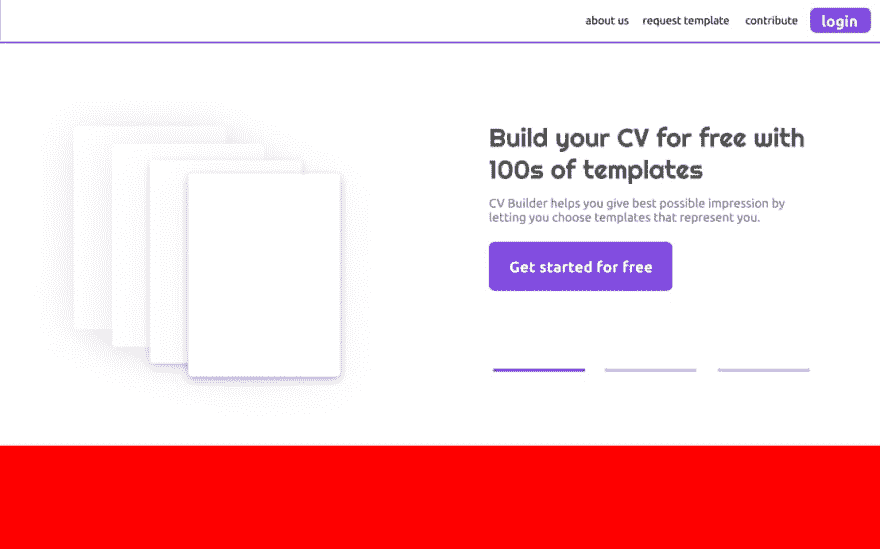 about us request template contribute login
Build your CV for free with
100s of templates
CV Builder helps you give best possible impression by
letting you choose templates that represent you.
Get started for free